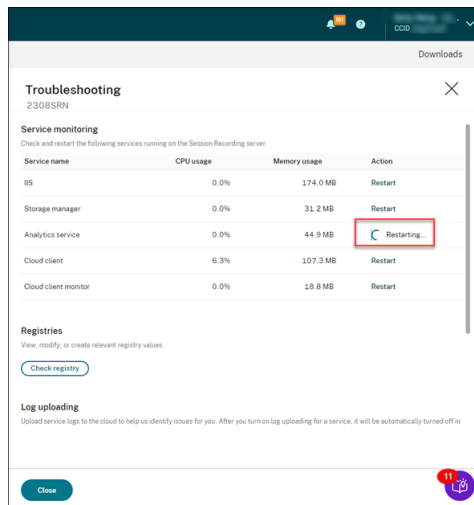 CCID
Downloads
Troubleshooting
2308SRN
Service monitoring
Check and restart the following services running on the Session Recording server.
Service name CPU usage Memory usage Action
IIS 0.0% 174.0 MB Restart
Storage manager 0.0% 31.2 MB Restart
Analytics service 0.0% 44.9 MB Restarting...
Cloud client 6.3% 107.3 MB Restart
Cloud client monitor 0.0% 18.8 MB Restart
Registries
View, modify, or create relevant registry values.
Check registry
Log uploading
Upload service logs to the cloud to help us identify issues for you. After you turn on log uploading for a service, it will be automatically turned off in
11
Close